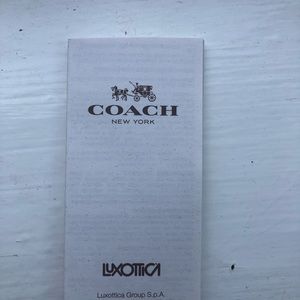 COACH
NEW YORK
LUXOTTICA
Luxottica Group S.p.A.